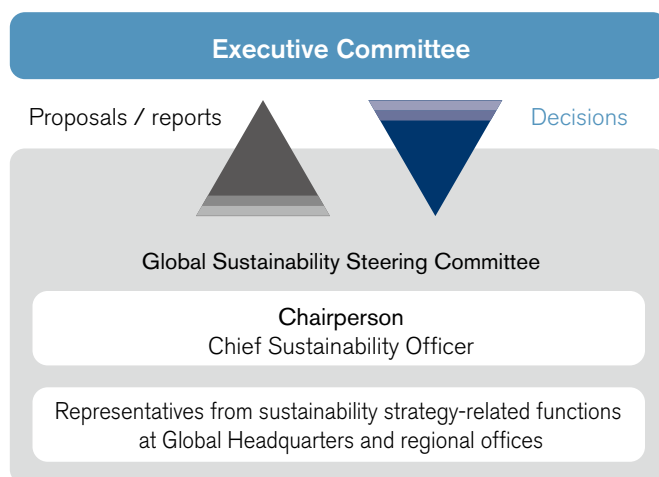 Executive Committee
Proposals / reports
Decisions
Global Sustainability Steering Committee
Chairperson
Chief Sustainability Officer
Representatives from sustainability strategy-related functions
at Global Headquarters and regional offices